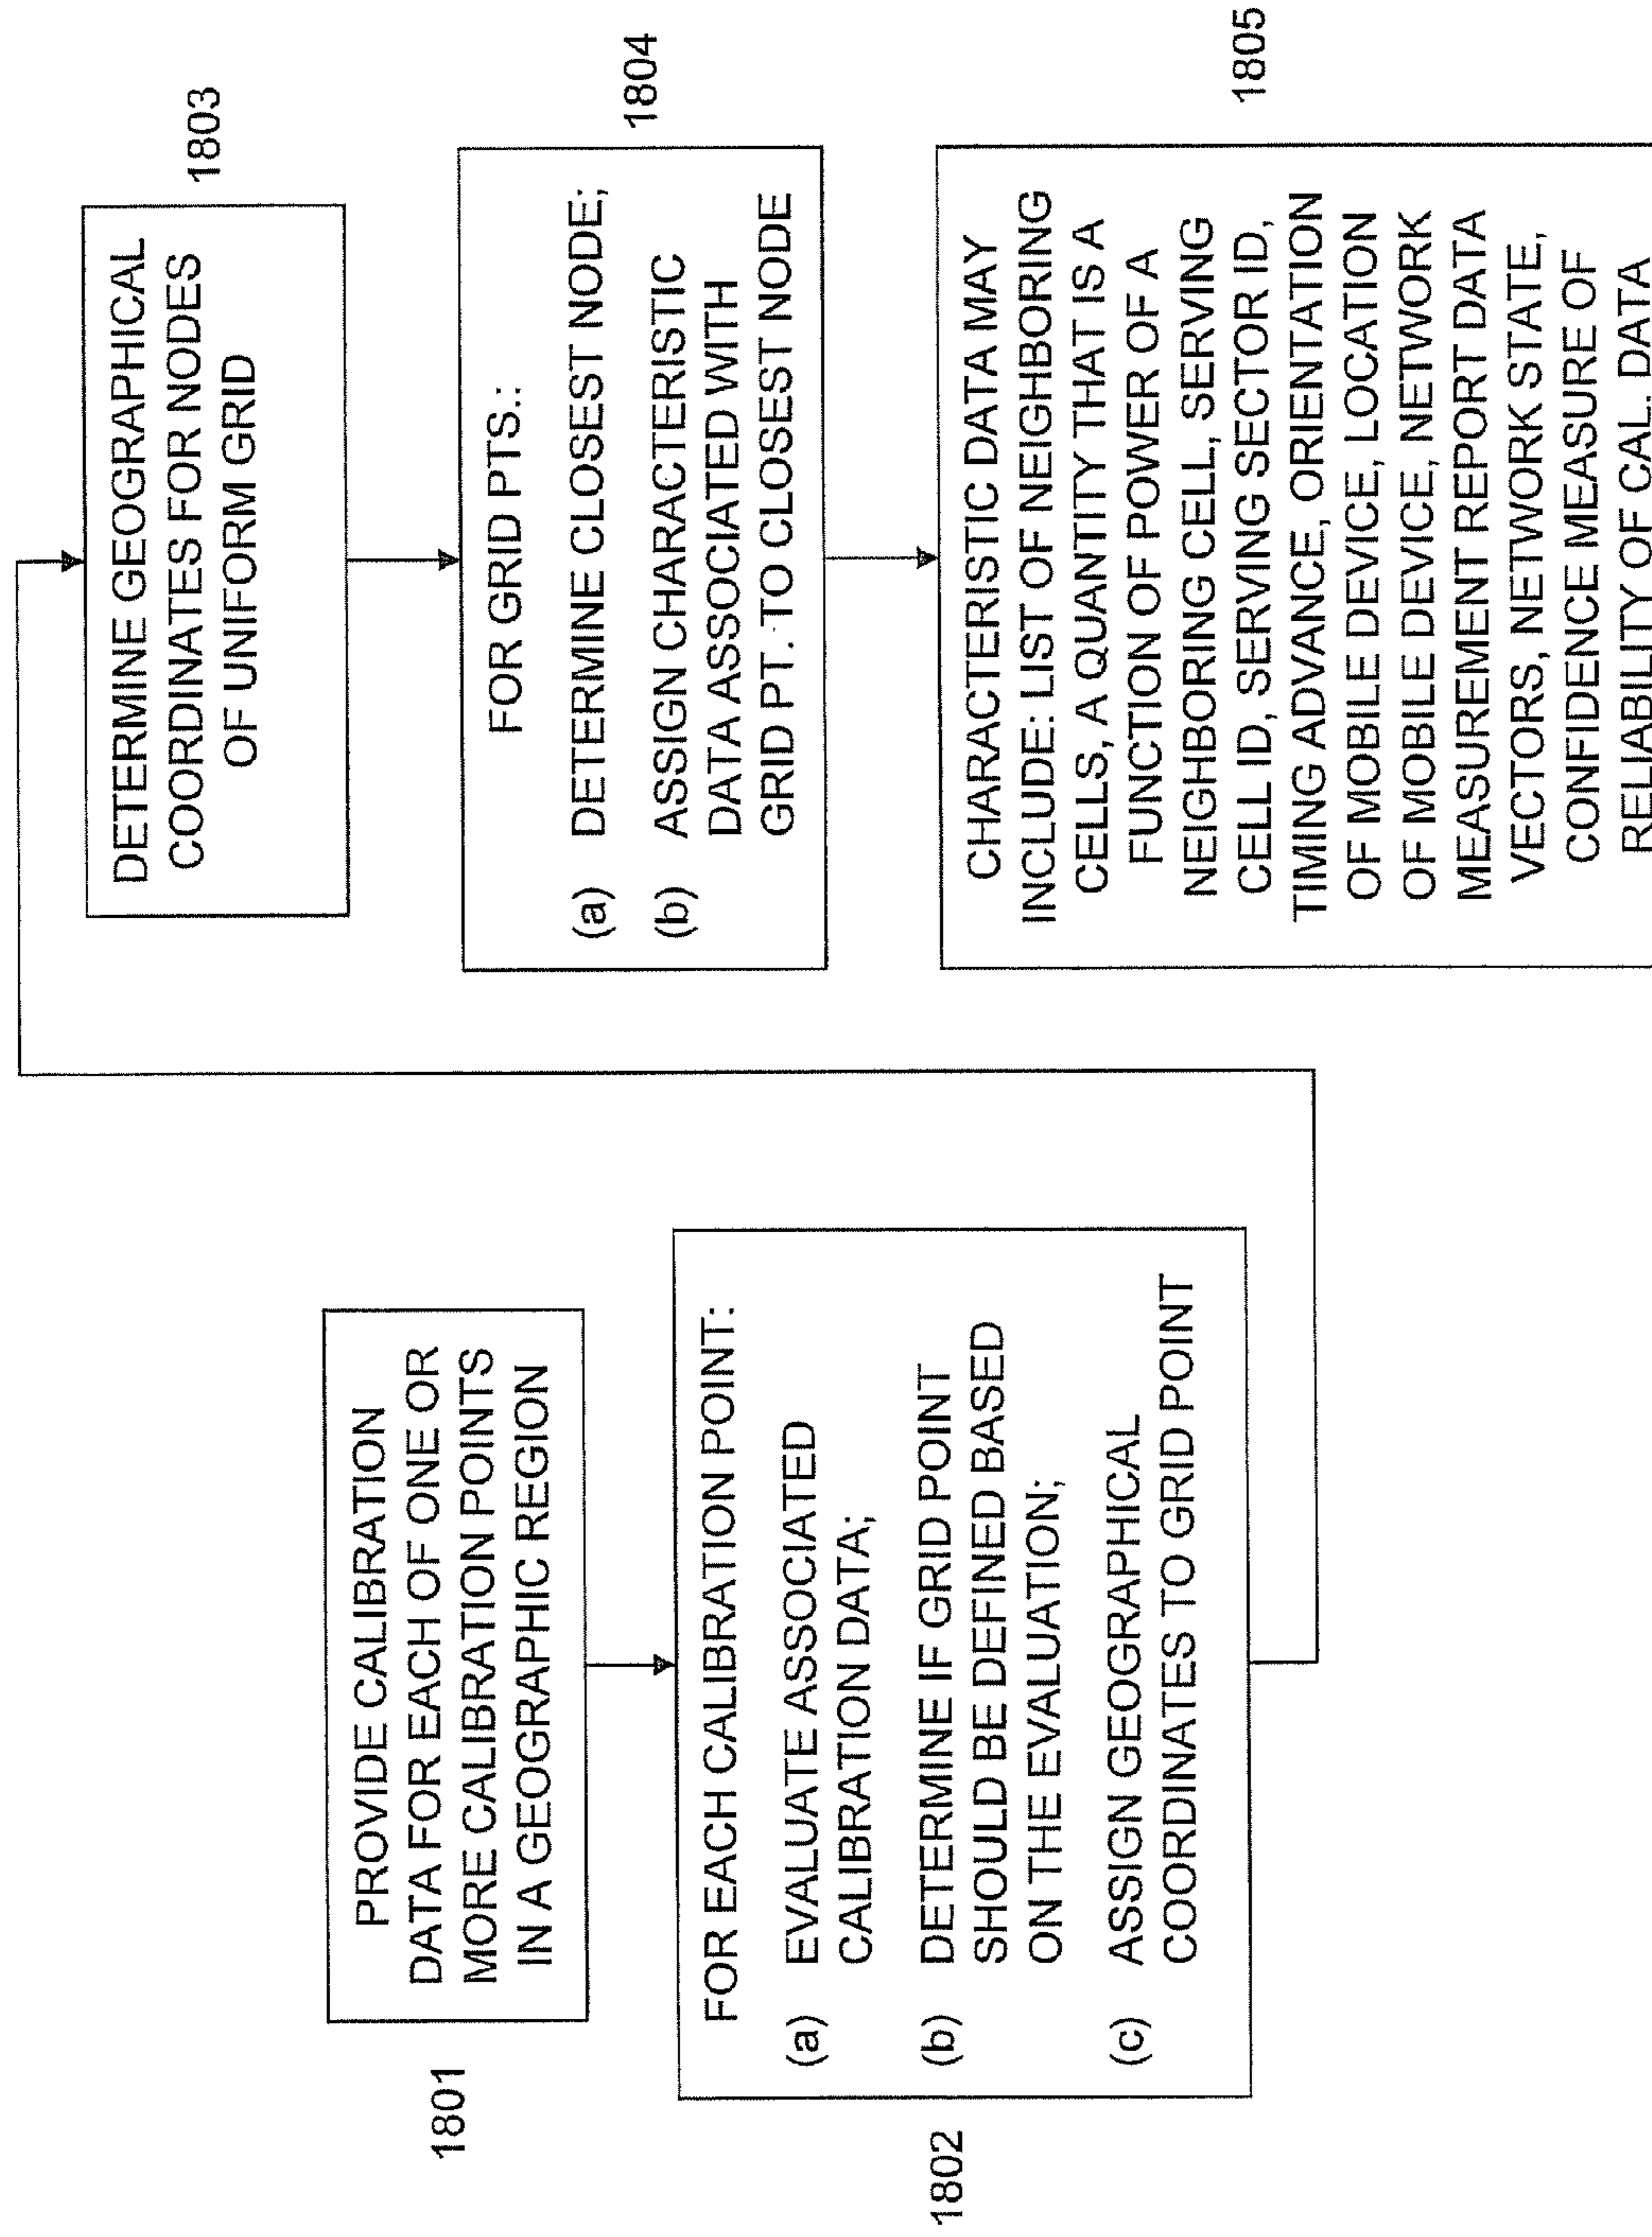 1801
PROVIDE CALIBRATION
DATA FOR EACH OF ONE OR
MORE CALIBRATION POINTS
IN A GEOGRAPHIC REGION
1802
FOR EACH CALIBRATION POINT:
(a) EVALUATE ASSOCIATED
CALIBRATION DATA;
(b) DETERMINE IF GRID POINT
SHOULD BE DEFINED BASED
ON THE EVALUATION;
(c) ASSIGN GEOGRAPHICAL
COORDINATES TO GRID POINT
1803
DETERMINE GEOGRAPHICAL
COORDINATES FOR NODES
OF UNIFORM GRID
1804
FOR GRID PTS.:
(a) DETERMINE CLOSEST NODE;
(b) ASSIGN CHARACTERISTIC
DATA ASSOCIATED WITH
GRID PT. TO CLOSEST NODE
1805
CHARACTERISTIC DATA MAY
INCLUDE: LIST OF NEIGHBORING
CELLS, A QUANTITY THAT IS A
FUNCTION OF POWER OF A
NEIGHBORING CELL, SERVING
CELL ID, SERVING SECTOR ID,
TIMING ADVANCE, ORIENTATION
OF MOBILE DEVICE, LOCATION
OF MOBILE DEVICE, NETWORK
MEASUREMENT REPORT DATA
VECTORS, NETWORK STATE,
CONFIDENCE MEASURE OF
RELIABILITY OF CAL. DATA